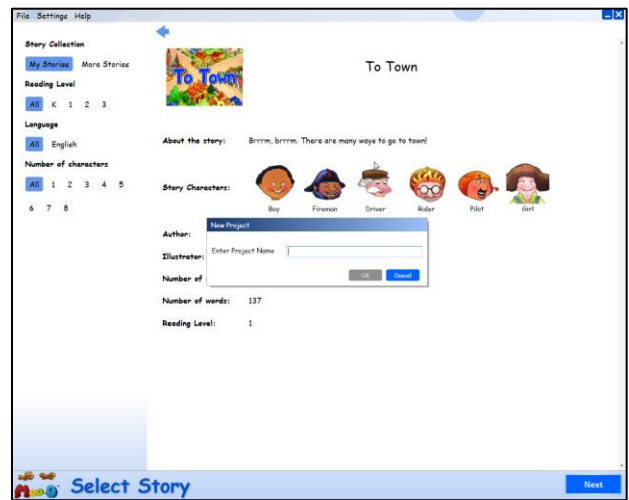 File Settings Help
Story Collection
My Stories More Stories
Reading Level
All K 1 2 3
Language
All English
Number of characters
All 1 2 3 4 5
6 7 8
To Town
To Town
About the story: Brrrm, brrrm. There are many ways to go to town!
Story Characters:
Boy Fireman Driver Rider Pilot Girl
Author:
Illustrator:
Number of
Number of words: 137
Reading Level: 1
New Project
Enter Project Name
OK Cancel
Moo-O Select Story
Next